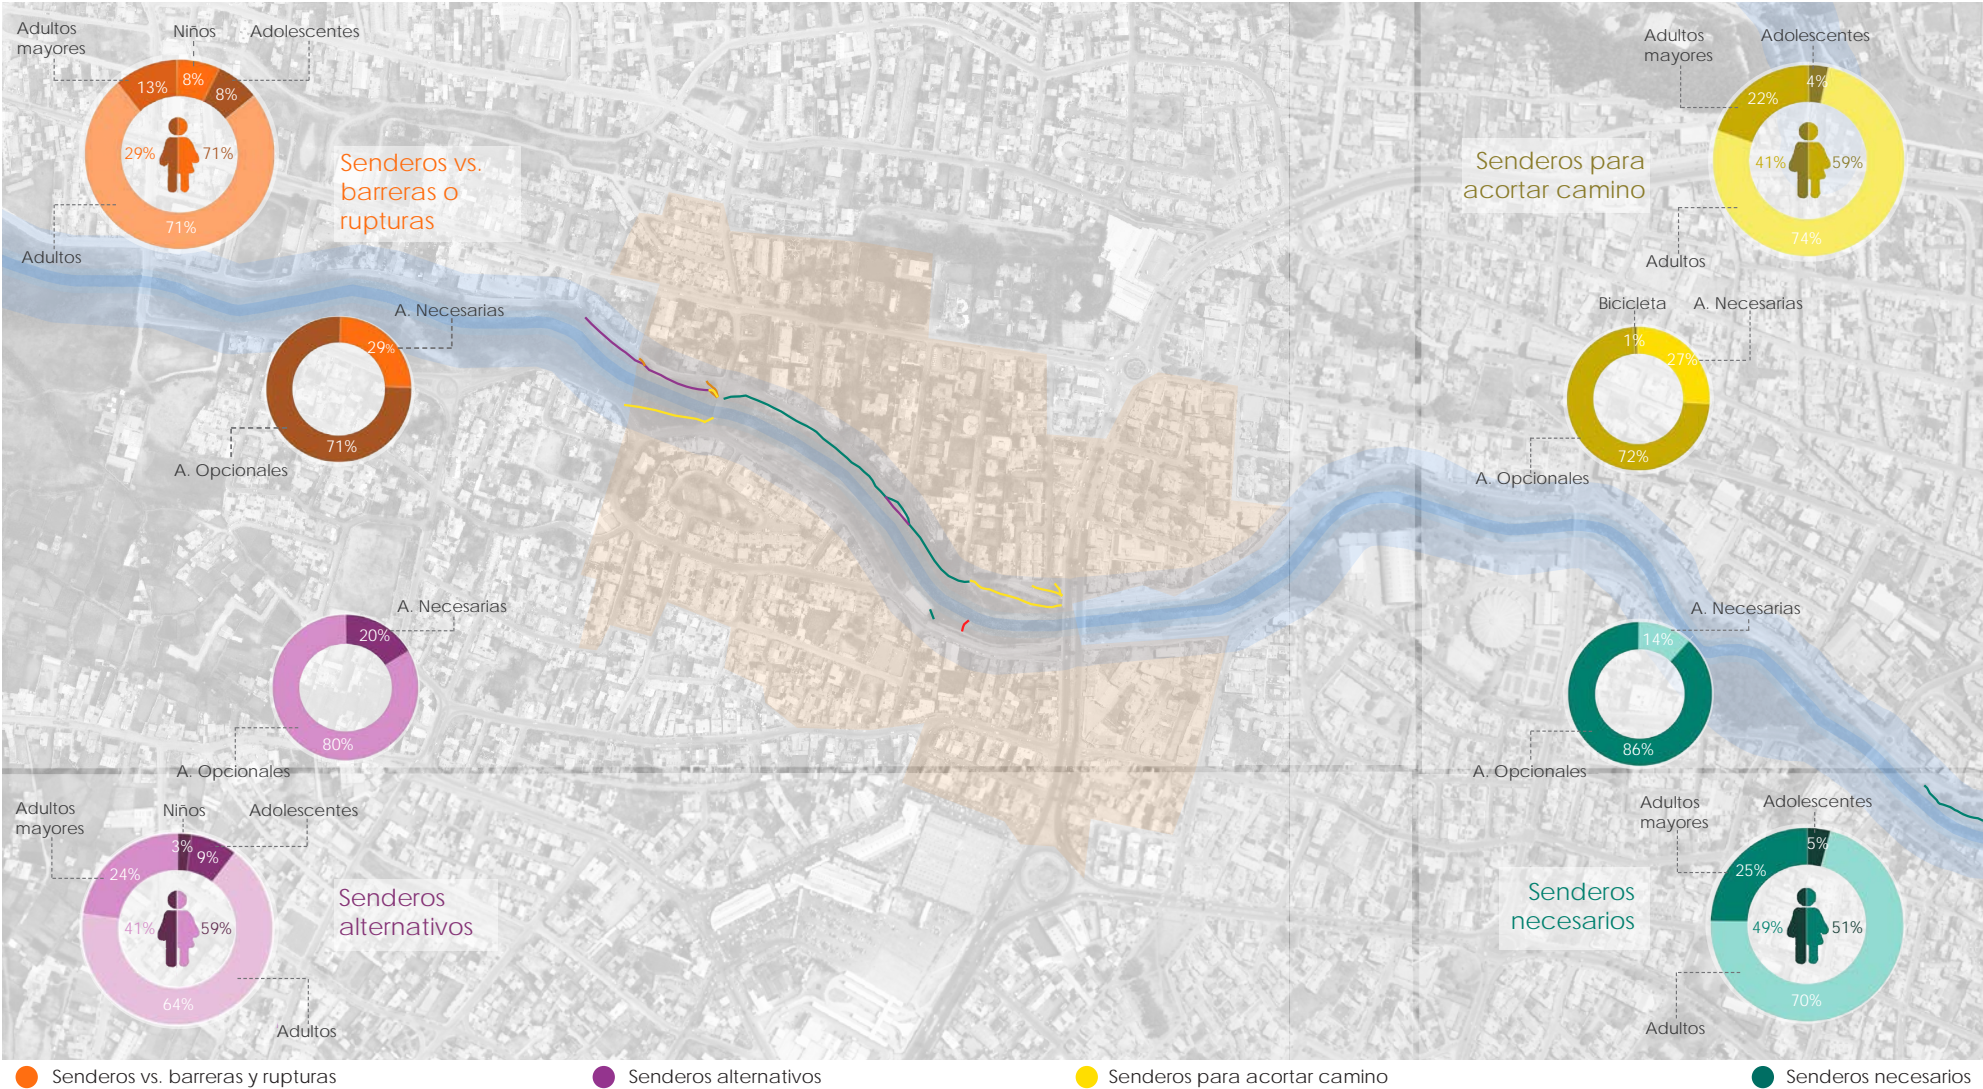 Adultos
mayores
Niños
Adolescentes
13%
8%
8%
29%
71%
71%
Adultos
Senderos vs.
barreras o
rupturas
A. Necesarias
29%
71%
A. Opcionales
Adultos
mayores
Adolescentes
4%
22%
41%
59%
74%
Adultos
Senderos para
acortar camino
Bicicleta
A. Necesarias
1%
27%
72%
A. Opcionales
A. Necesarias
20%
80%
A. Opcionales
Adultos
mayores
Niños
Adolescentes
3%
9%
24%
41%
59%
64%
Adultos
Senderos
alternativos
A. Necesarias
14%
86%
A. Opcionales
Adultos
mayores
Adolescentes
5%
25%
49%
51%
70%
Adultos
Senderos
necesarios
Senderos vs. barreras y rupturas
Senderos alternativos
Senderos para acortar camino
Senderos necesarios